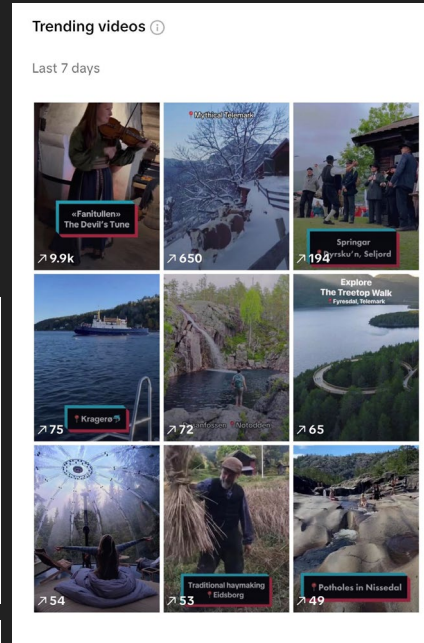 Trending videos
Last 7 days
«Fanitullen»
The Devil's Tune
9.9k
Mythical Telemark
650
Springar
Dyrsku'n, Seljord
194
Explore
The Treetop Walk
Fyresdal, Telemark
65
Kragerø
75
Notodden
72
54
Traditional haymaking
Eidsborg
53
Potholes in Nissedal
49